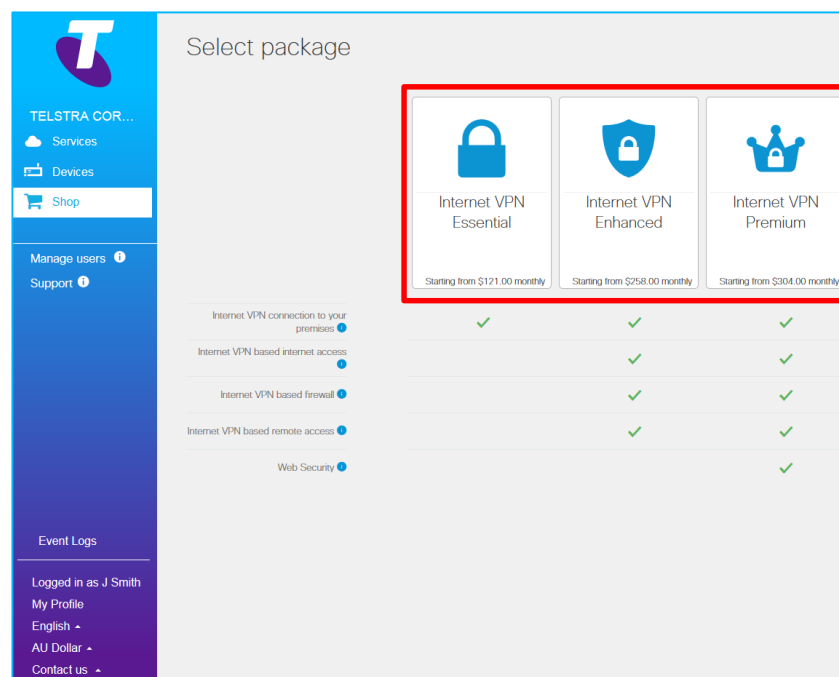 T
Select package
TELSTRA COR...
Services
Devices
Shop
Manage users
Support
Internet VPN
Essential
Starting from $121.00 monthly
Internet VPN
Enhanced
Starting from $258.00 monthly
Internet VPN
Premium
Starting from $304.00 monthly
Internet VPN connection to your
premises
Internet VPN based internet access
Internet VPN based firewall
Internet VPN based remote access
Web Security
Event Logs
Logged in as J Smith
My Profile
English
AU Dollar
Contact us